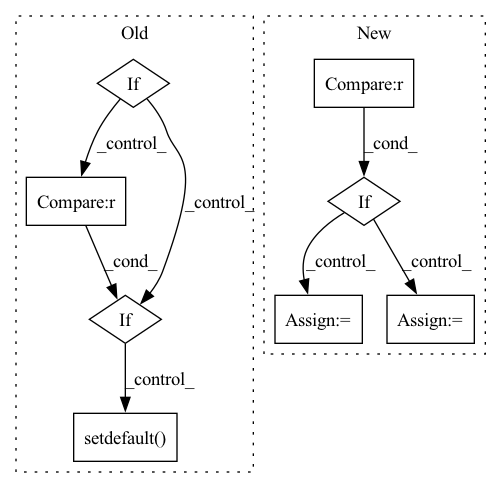 Old
New
If
Compare:r
_control_
_cond_
_control_
Compare:r
If
_cond_
_control_
_control_
If
Assign:=
Assign:=
_control_
setdefault()